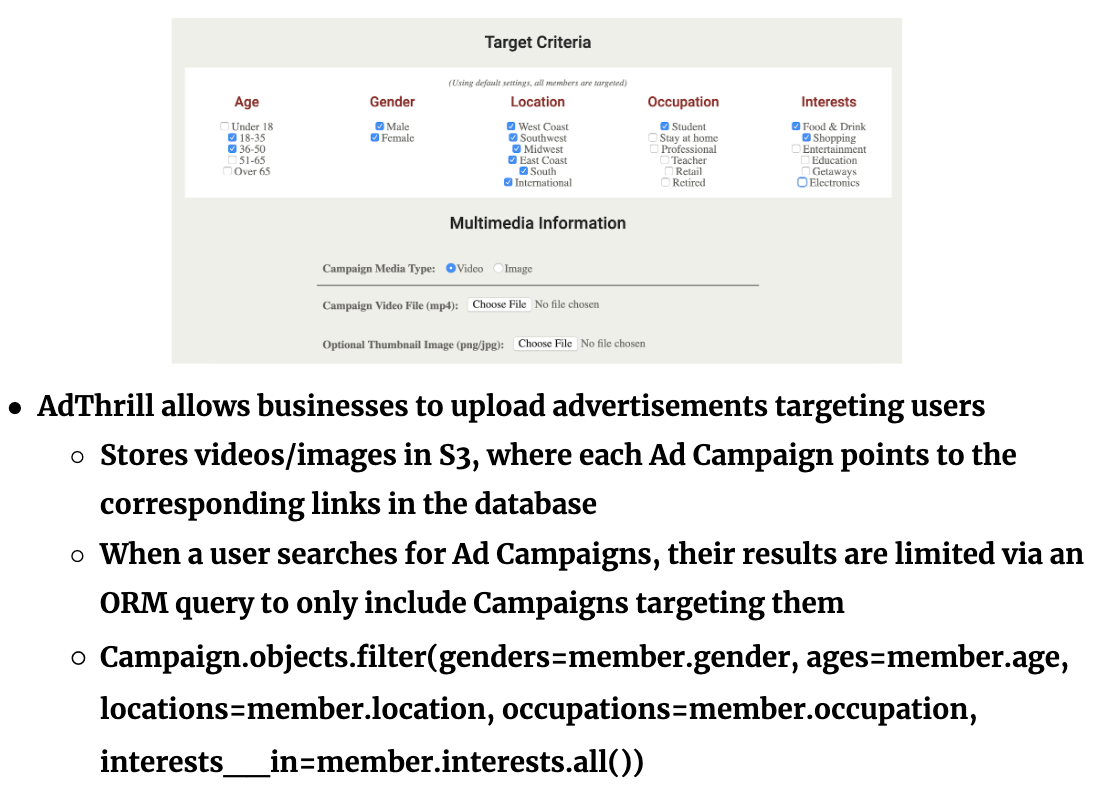 Target Criteria
(Using default settings, all members are targeted)
Age Gender Location Occupation Interests
Under 18 Male West Coast Student Food & Drink
18-35 Female Southwest Stay at home Shopping
36-50 Midwest Professional Entertainment
51-65 East Coast Teacher Education
Over 65 South Retail Getaways
International Retired Electronics
Multimedia Information
Campaign Media Type: Video Image
Campaign Video File (mp4): Choose File No file chosen
Optional Thumbnail Image (png/jpg): Choose File No file chosen
● AdThrill allows businesses to upload advertisements targeting users
○ Stores videos/images in S3, where each Ad Campaign points to the
corresponding links in the database
○ When a user searches for Ad Campaigns, their results are limited via an
ORM query to only include Campaigns targeting them
○ Campaign.objects.filter(genders=member.gender, ages=member.age,
locations=member.location, occupations=member.occupation,
interests__in=member.interests.all())